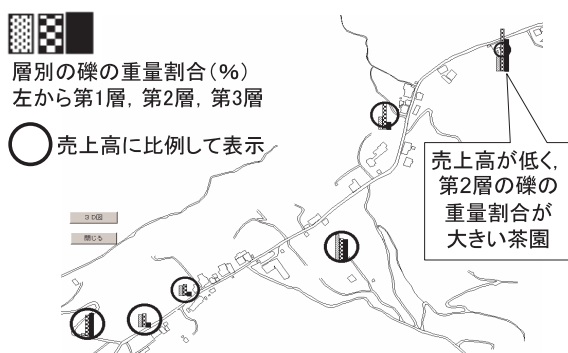 層別の礫の重量割合(%)
左から第1層, 第2層, 第3層
売上高に比例して表示
売上高が低く,
第2層の礫の
重量割合が
大きい茶園
3D図
閉じる